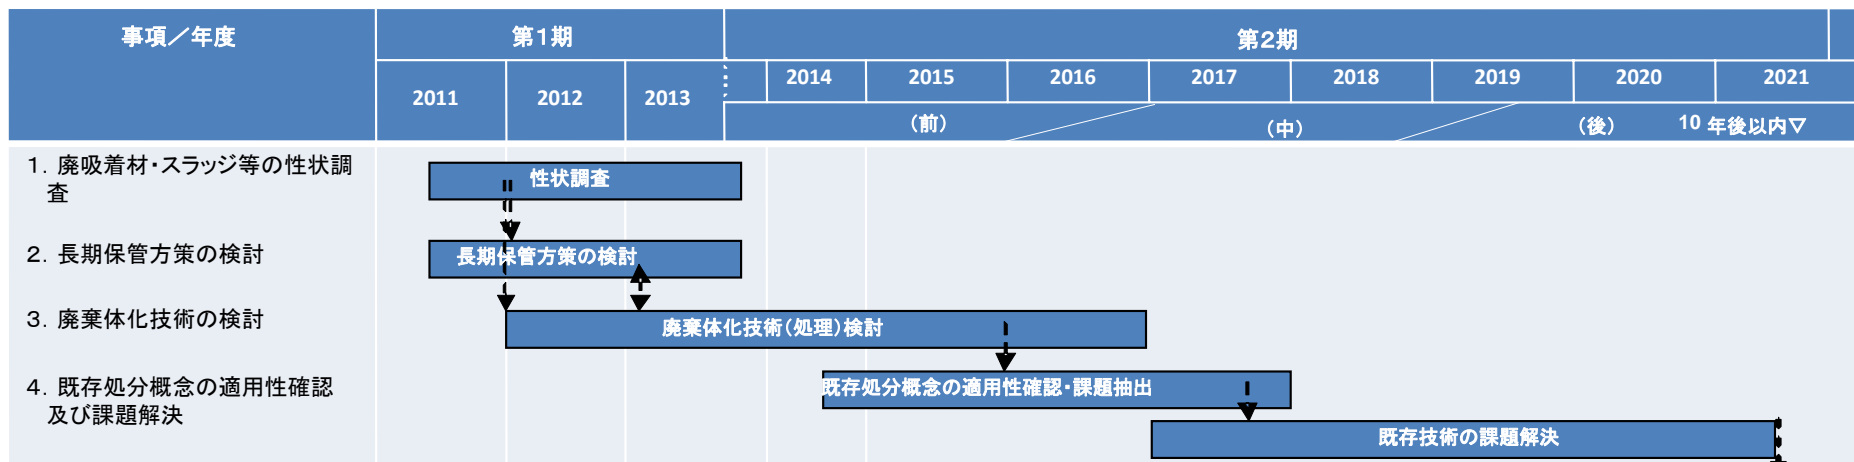 事項／年度
第１期
第２期
2011
2012
2013
2014
2015
2016
2017
2018
2019
2020
2021
（前）
（中）
（後）
10 年後以内▽
１．廃吸着材・スラッジ等の性状調
査
性状調査
２．長期保管方策の検討
長期保管方策の検討
３．廃棄体化技術の検討
廃棄体化技術（処理）検討
４．既存処分概念の適用性確認
及び課題解決
既存処分概念の適用性確認・課題抽出
既存技術の課題解決